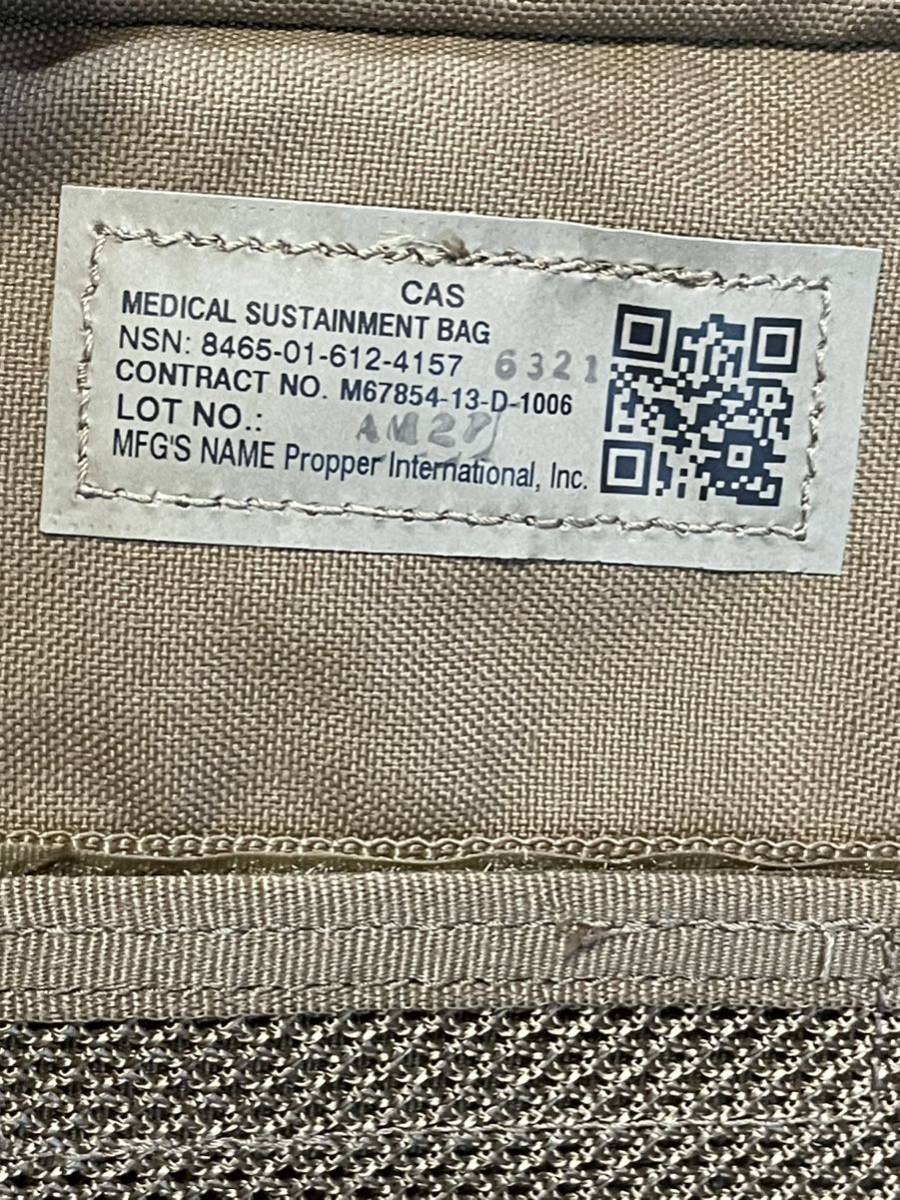 CAS
MEDICAL SUSTAINMENT BAG
NSN: 8465-01-612-4157 6321
CONTRACT NO. M67854-13-D-1006
LOT NO.:
MFG'S NAME Propper International, Inc.